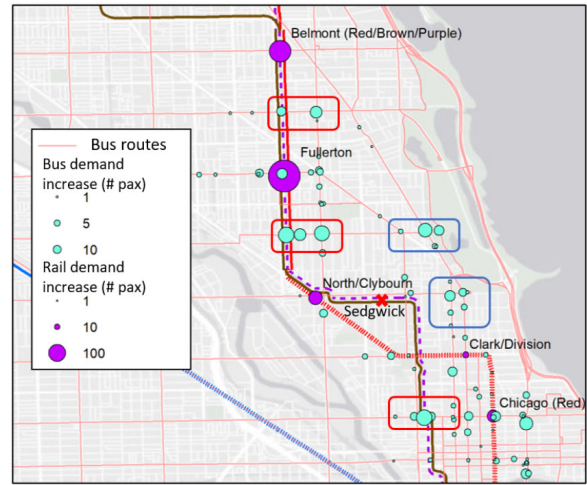 Belmont (Red/Brown/Purple)
Bus routes
Bus demand
increase (# pax)
1
5
10
Rail demand
increase (# pax)
1
10
100
Fullerton
North/Clybourn
Sedgwick
Clark/Division
Chicago (Red)